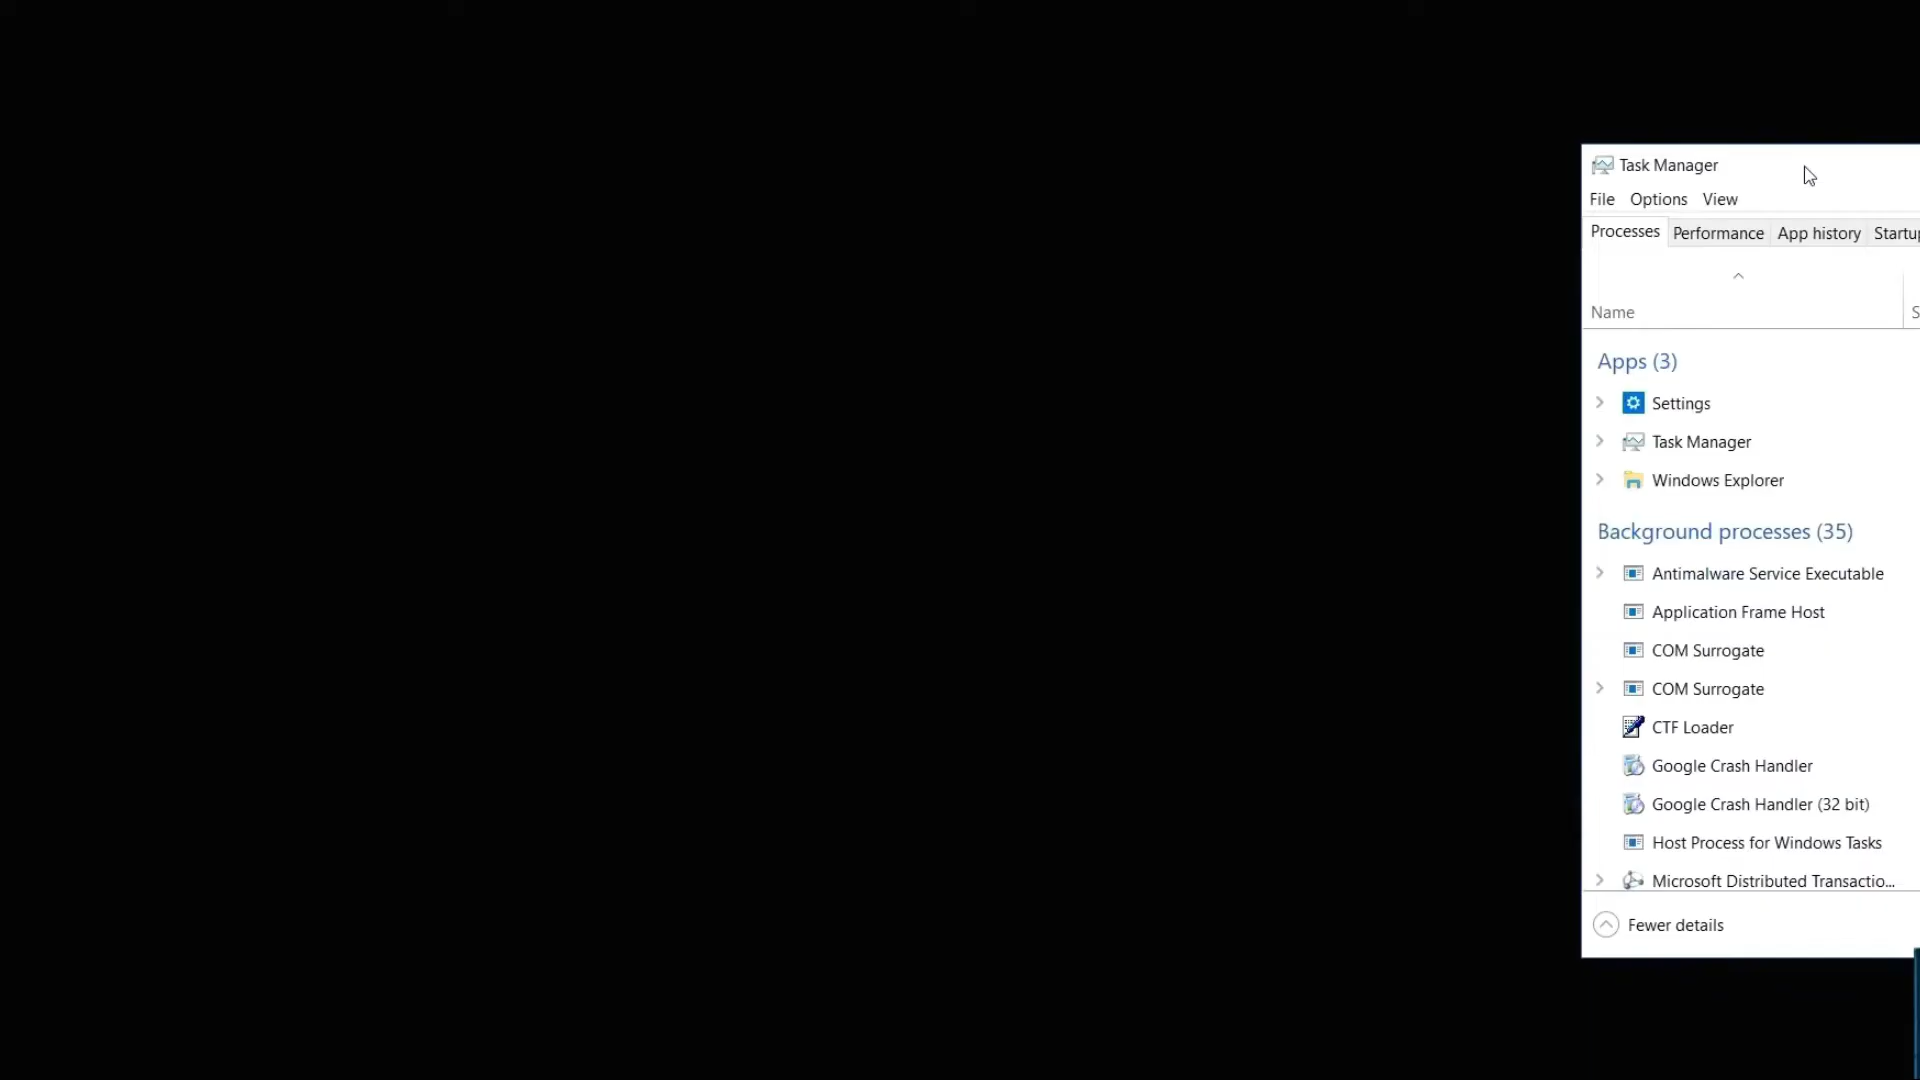 Task Manager
File Options View
Processes Performance App history Startup
Name S
Apps (3)
Settings
Task Manager
Windows Explorer
Background processes (35)
Antimalware Service Executable
Application Frame Host
COM Surrogate
COM Surrogate
CTF Loader
Google Crash Handler
Google Crash Handler (32 bit)
Host Process for Windows Tasks
Microsoft Distributed Transactio...
Fewer details